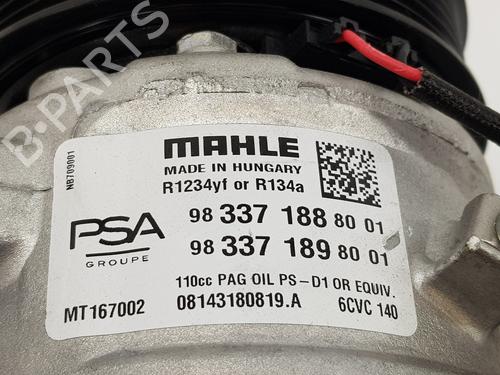 B-PARTS
NB709001
MAHLE
MADE IN HUNGARY
R1234yf or R134a
PSA
GROUPE
98 337 188 80 01
98 337 189 80 01
110cc PAG OIL PS-D1 OR EQUIV.
MT167002 08143180819.A 6CVC 140